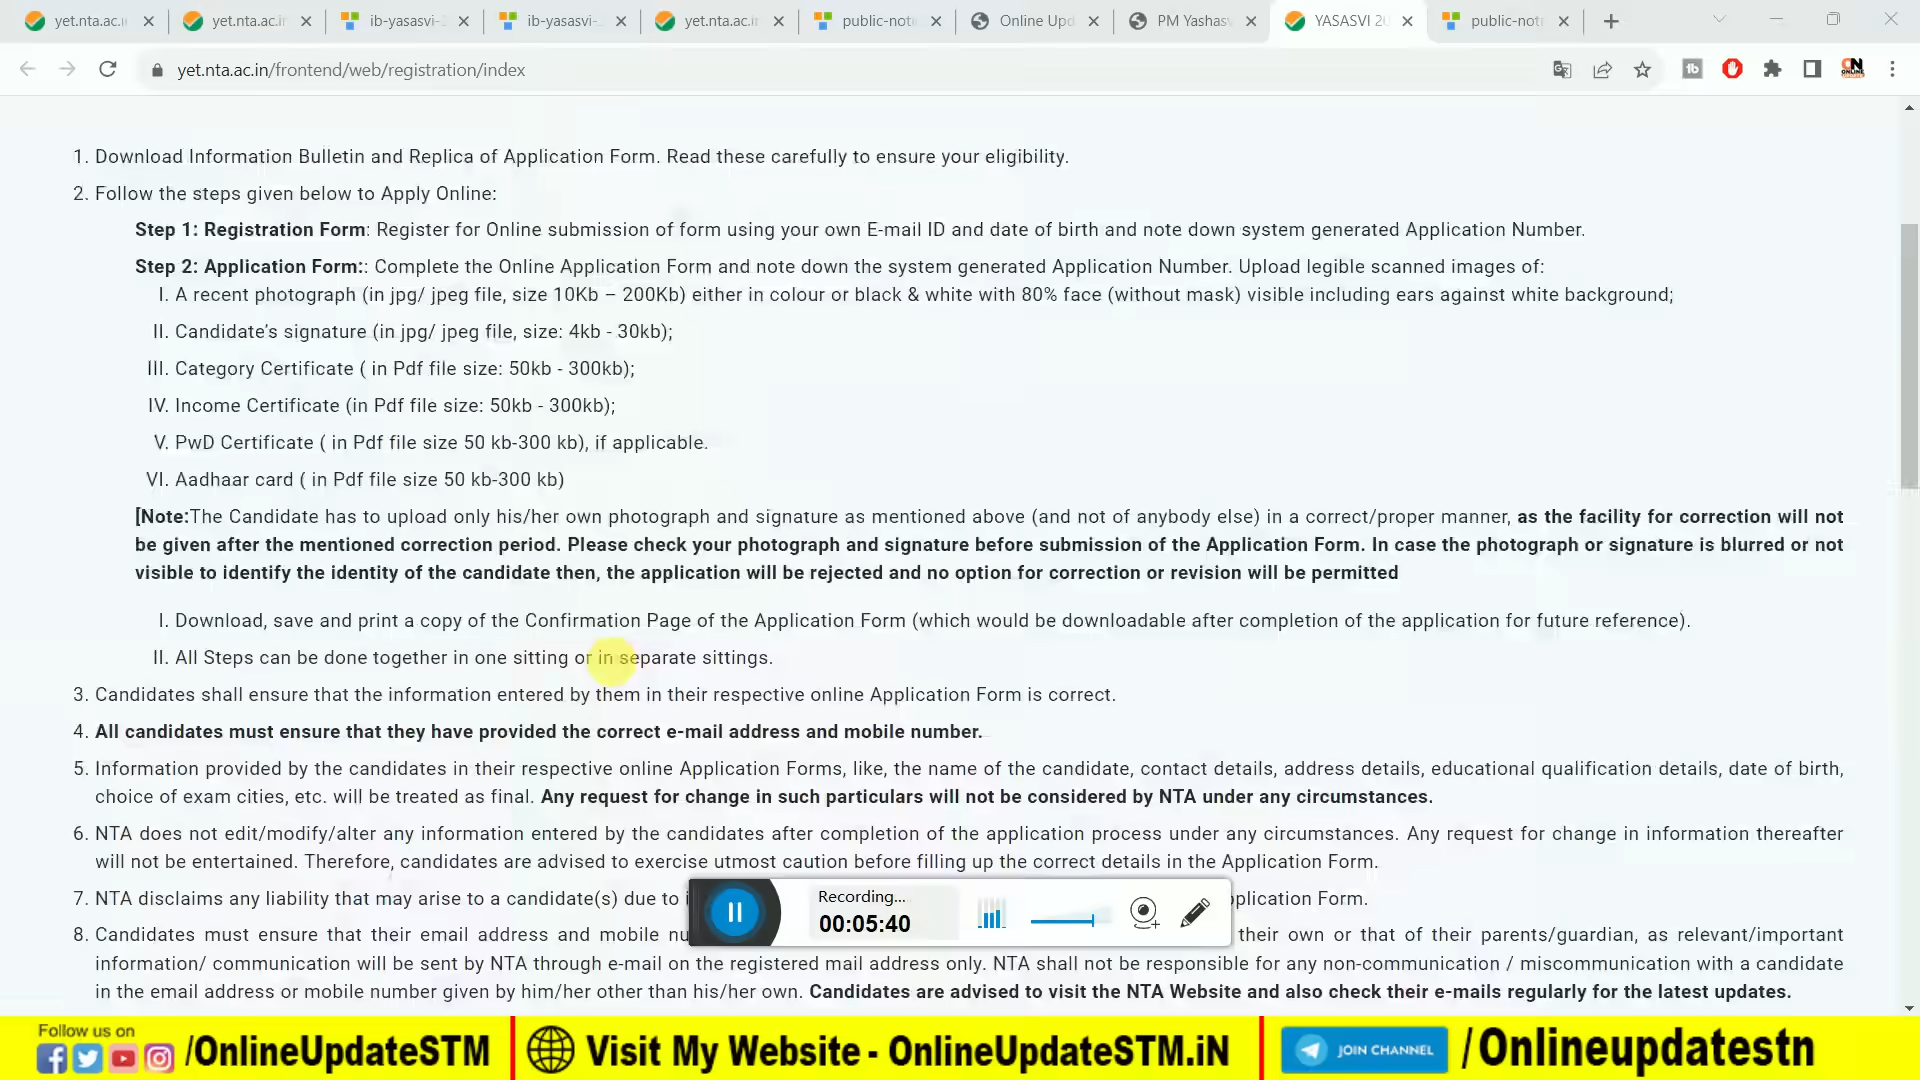 yet.nta.ac.i
yet.nta.ac.i
ib-yasasvi-2
ib-yasasvi-2
yet.nta.ac.i
public-noti
Online Upd
PM Yashasv
YASASVI 20
public-noti
yet.nta.ac.in/frontend/web/registration/index
1. Download Information Bulletin and Replica of Application Form. Read these carefully to ensure your eligibility.
2. Follow the steps given below to Apply Online:
Step 1: Registration Form: Register for Online submission of form using your own E-mail ID and date of birth and note down system generated Application Number.
Step 2: Application Form:: Complete the Online Application Form and note down the system generated Application Number. Upload legible scanned images of:
I. A recent photograph (in jpg/ jpeg file, size 10Kb – 200Kb) either in colour or black & white with 80% face (without mask) visible including ears against white background;
II. Candidate's signature (in jpg/ jpeg file, size: 4kb - 30kb);
III. Category Certificate ( in Pdf file size: 50kb - 300kb);
IV. Income Certificate (in Pdf file size: 50kb - 300kb);
V. PwD Certificate ( in Pdf file size 50 kb-300 kb), if applicable.
VI. Aadhaar card ( in Pdf file size 50 kb-300 kb)
[Note:The Candidate has to upload only his/her own photograph and signature as mentioned above (and not of anybody else) in a correct/proper manner, as the facility for correction will not
be given after the mentioned correction period. Please check your photograph and signature before submission of the Application Form. In case the photograph or signature is blurred or not
visible to identify the identity of the candidate then, the application will be rejected and no option for correction or revision will be permitted
I. Download, save and print a copy of the Confirmation Page of the Application Form (which would be downloadable after completion of the application for future reference).
II. All Steps can be done together in one sitting or in separate sittings.
3. Candidates shall ensure that the information entered by them in their respective online Application Form is correct.
4. All candidates must ensure that they have provided the correct e-mail address and mobile number.
5. Information provided by the candidates in their respective online Application Forms, like, the name of the candidate, contact details, address details, educational qualification details, date of birth,
choice of exam cities, etc. will be treated as final. Any request for change in such particulars will not be considered by NTA under any circumstances.
6. NTA does not edit/modify/alter any information entered by the candidates after completion of the application process under any circumstances. Any request for change in information thereafter
will not be entertained. Therefore, candidates are advised to exercise utmost caution before filling up the correct details in the Application Form.
7. NTA disclaims any liability that may arise to a candidate(s) due to i
pplication Form.
Recording...
00:05:40
8. Candidates must ensure that their email address and mobile nu
their own or that of their parents/guardian, as relevant/important
information/ communication will be sent by NTA through e-mail on the registered mail address only. NTA shall not be responsible for any non-communication / miscommunication with a candidate
in the email address or mobile number given by him/her other than his/her own. Candidates are advised to visit the NTA Website and also check their e-mails regularly for the latest updates.
Follow us on
/OnlineUpdateSTM
Visit My Website - OnlineUpdateSTM.iN
JOIN CHANNEL
/Onlineupdatestn